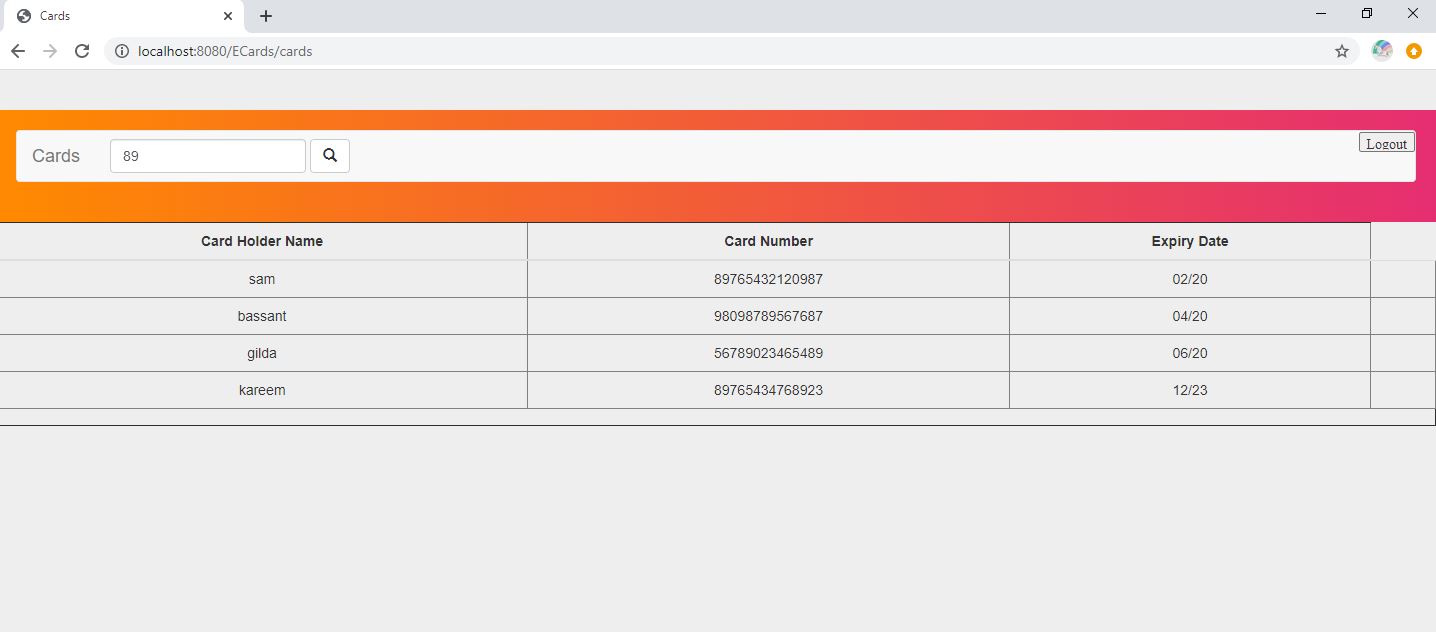 Cards
localhost:8080/ECards/cards
Cards 89 Logout
Card Holder Name Card Number Expiry Date
sam 89765432120987 02/20
bassant 98098789567687 04/20
gilda 56789023465489 06/20
kareem 89765434768923 12/23